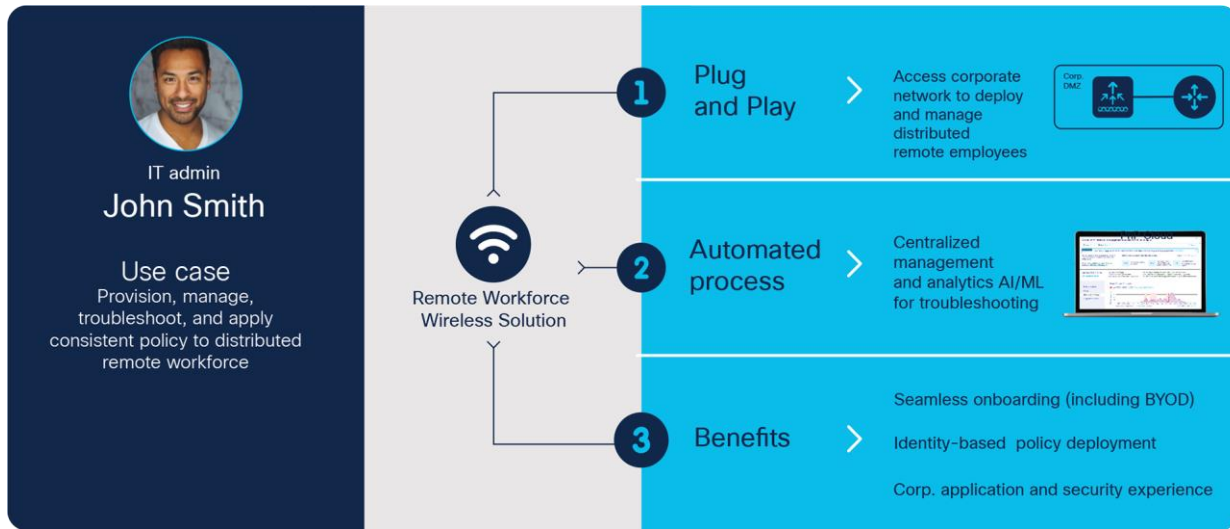 IT admin
John Smith
Use case
Provision, manage,
troubleshoot, and apply
consistent policy to distributed
remote workforce
Remote Workforce
Wireless Solution
1
Plug
and Play
Access corporate
network to deploy
and manage
distributed
remote employees
Corp.
DMZ
2
Automated
process
Centralized
management
and analytics AI/ML
for troubleshooting
3
Benefits
Seamless onboarding (including BYOD)
Identity-based policy deployment
Corp. application and security experience